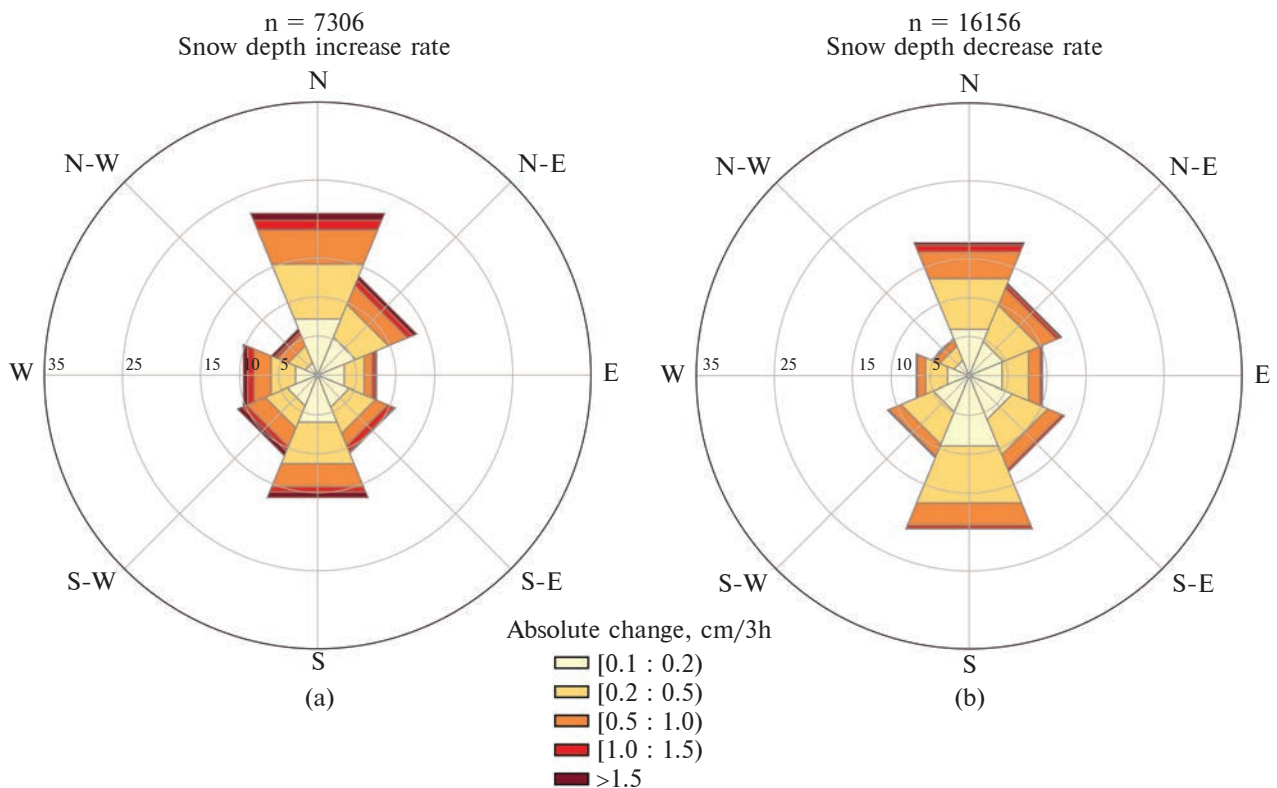 n = 7306
Snow depth increase rate
N
N-W
N-E
W
35
25
15
10
5
E
S-W
S-E
S
(a)
n = 16156
Snow depth decrease rate
N
N-W
N-E
W
35
25
15
10
5
E
S-W
S-E
S
(b)
Absolute change, cm/3h
[0.1 : 0.2)
[0.2 : 0.5)
[0.5 : 1.0)
[1.0 : 1.5)
>1.5